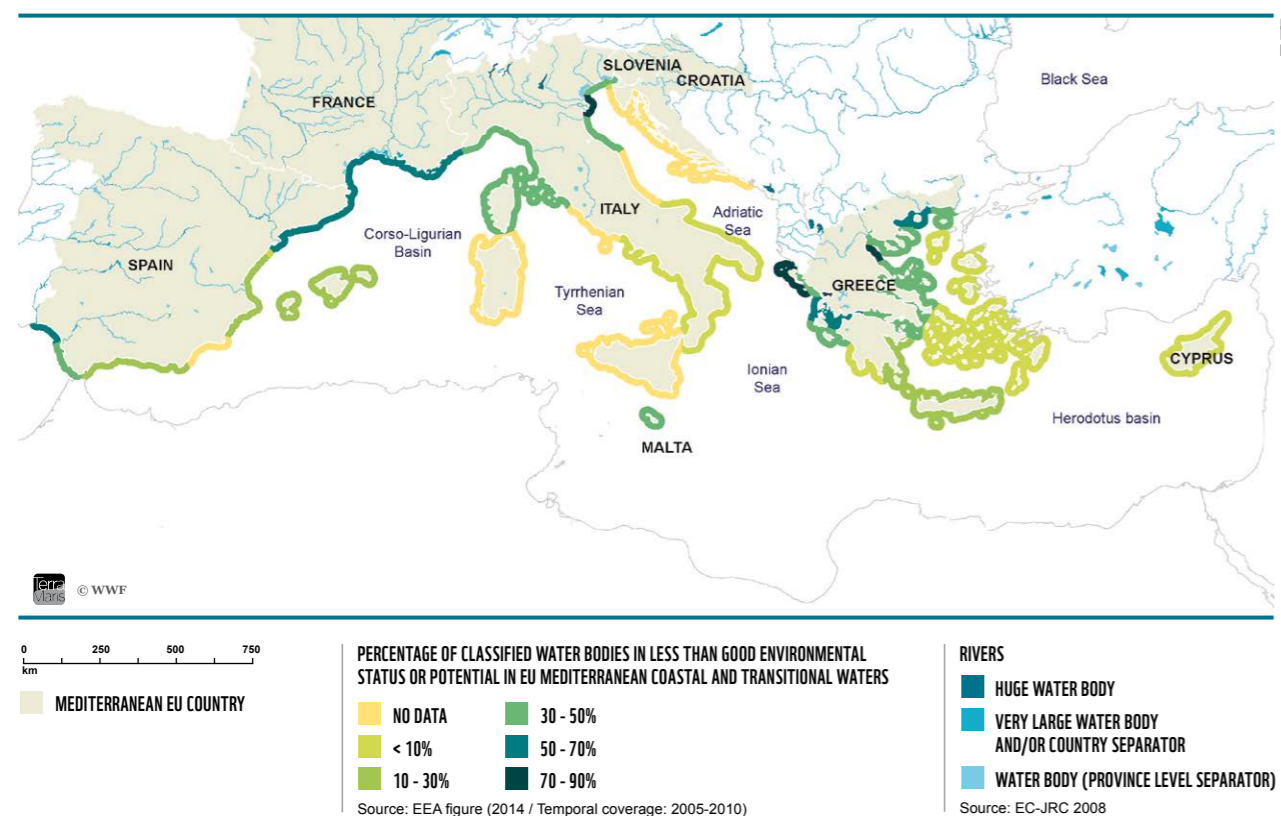 SLOVENIA
CROATIA
Black Sea
FRANCE
ITALY
Adriatic
Sea
Corso-Ligurian
Basin
SPAIN
GREECE
Tyrrhenian
Sea
CYPRUS
Ionian
Sea
Herodotus basin
MALTA
Terra
Maris
© WWF
0 250 500 750
km
MEDITERRANEAN EU COUNTRY
PERCENTAGE OF CLASSIFIED WATER BODIES IN LESS THAN GOOD ENVIRONMENTAL
STATUS OR POTENTIAL IN EU MEDITERRANEAN COASTAL AND TRANSITIONAL WATERS
NO DATA
< 10%
10 - 30%
30 - 50%
50 - 70%
70 - 90%
Source: EEA figure (2014 / Temporal coverage: 2005-2010)
RIVERS
HUGE WATER BODY
VERY LARGE WATER BODY
AND/OR COUNTRY SEPARATOR
WATER BODY (PROVINCE LEVEL SEPARATOR)
Source: EC-JRC 2008